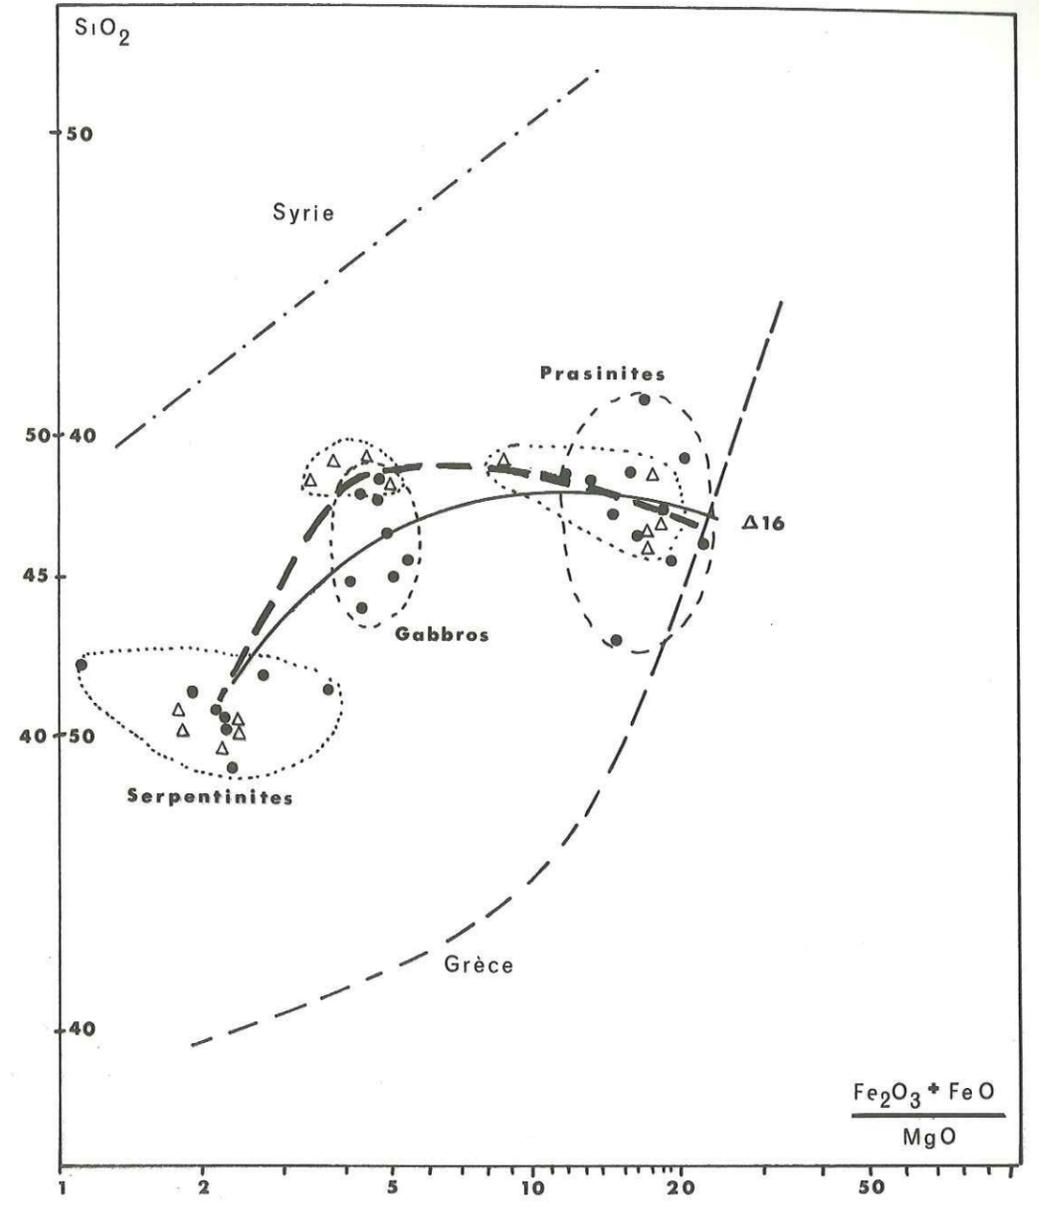 SiO2
50
Syrie
Prasinites
50 40
Δ16
45
Gabbros
40 50
Serpentinites
Grèce
40
Fe2O3 + FeO
MgO
1 2 5 10 20 50